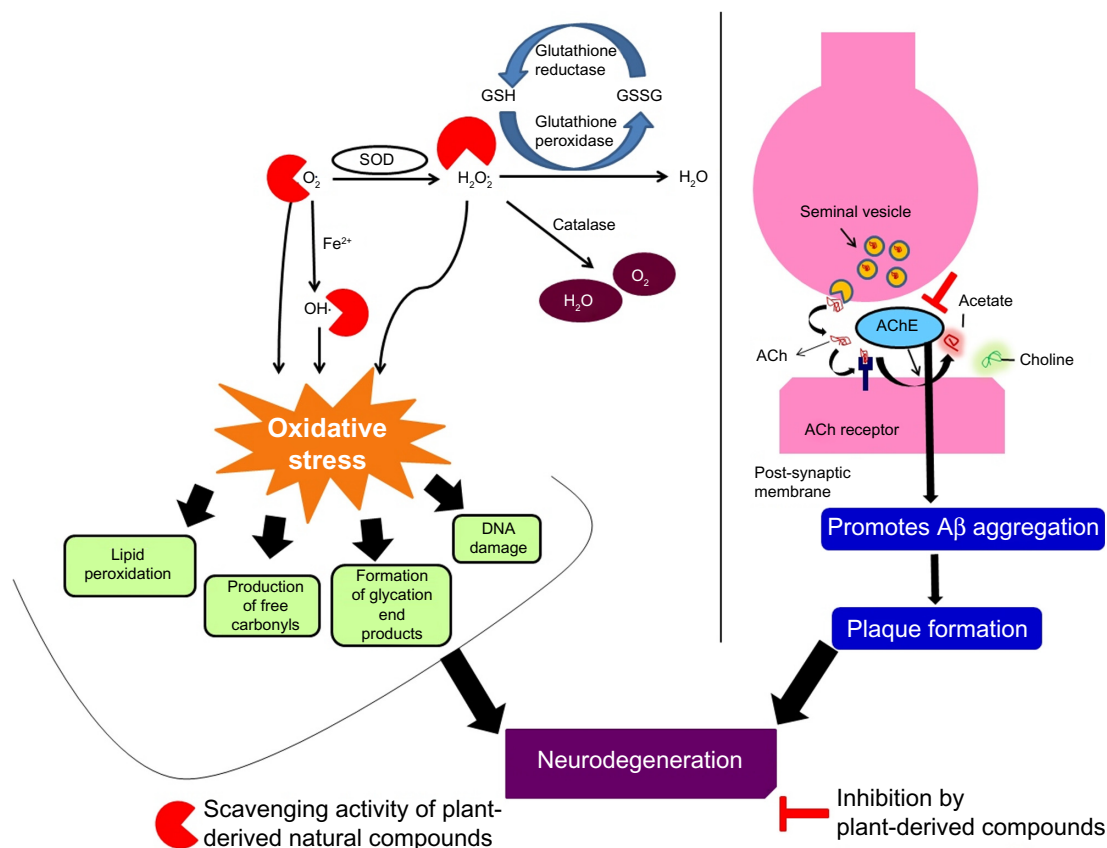 Glutathione
reductase
GSH
GSSG
Glutathione
peroxidase
SOD
O₂·
H₂O₂·
H₂O
Fe²⁺
Catalase
O₂
H₂O
OH·
Oxidative
stress
Lipid
peroxidation
Production
of free
carbonyls
Formation
of glycation
end
products
DNA
damage
Seminal vesicle
Acetate
AChE
ACh
Choline
ACh receptor
Post-synaptic
membrane
Promotes Aβ aggregation
Plaque formation
Neurodegeneration
Scavenging activity of plant-
derived natural compounds
Inhibition by
plant-derived compounds